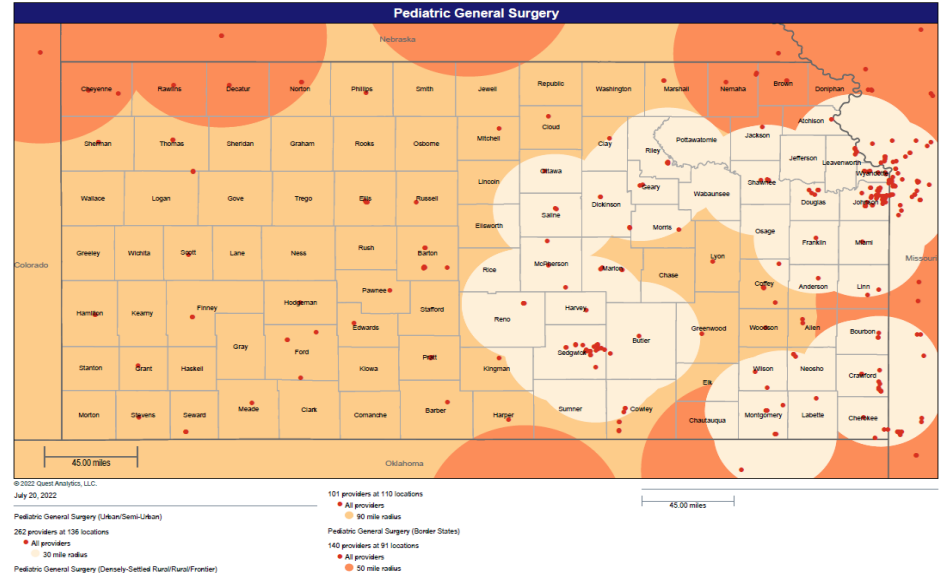 Pediatric General Surgery
Nebraska
Cheyenne Rawlins Decatur Norton Phillips Smith Jewell Republic Washington Marshall Nemaha Brown Doniphan
Atchison
Sherman Thomas Sheridan Graham Rooks Osborne Mitchell Cloud Clay Riley Pottawatomie Jackson Jefferson Leavenworth
Wyandotte
Wallace Logan Gove Trego Ellis Russell Lincoln Ottawa Saline Dickinson Geary Wabaunsee Shawnee Douglas Johnson
Ellsworth Morris Osage
Colorado Greeley Wichita Scott Lane Ness Rush Barton Rice McPherson Marion Chase Lyon Franklin Miami Missouri
Coffey Anderson Linn
Hamilton Kearny Finney Hodgeman Pawnee Stafford Reno Harvey
Gray Ford Edwards Sedgwick Butler Greenwood Woodson Allen Bourbon
Stanton Grant Haskell Kiowa Pratt Kingman Elk Wilson Neosho Crawford
Morton Stevens Seward Meade Clark Comanche Barber Harper Sumner Cowley Chautauqua Montgomery Labette Cherokee
45.00 miles
Oklahoma
© 2022 Quest Analytics, LLC.
July 20, 2022
Pediatric General Surgery (Urban/Semi-Urban)
262 providers at 136 locations
All providers
30 mile radius
Pediatric General Surgery (Densely-Settled Rural/Rural/Frontier)
101 providers at 110 locations
All providers
90 mile radius
Pediatric General Surgery (Border States)
140 providers at 91 locations
All providers
50 mile radius
45.00 miles